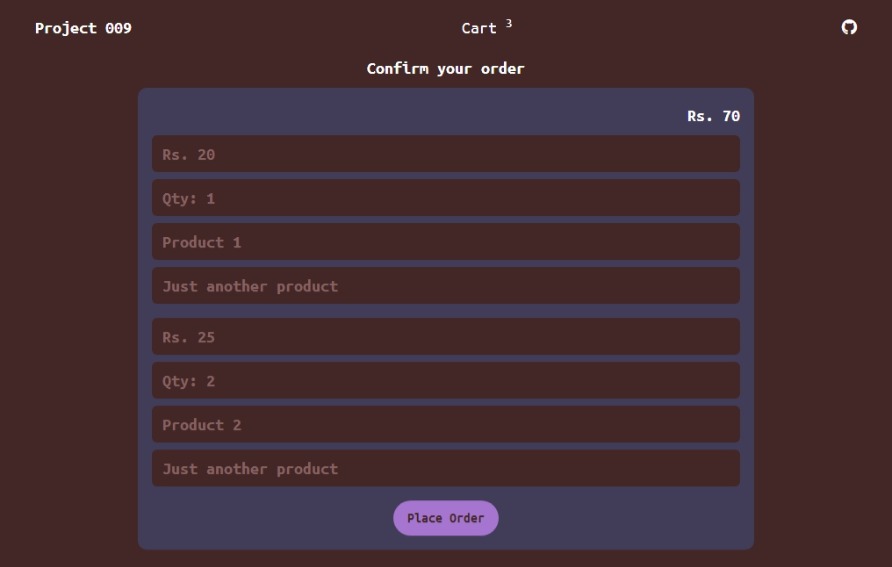 Project 009
Cart 3
Confirm your order
Rs. 70
Rs. 20
Qty: 1
Product 1
Just another product
Rs. 25
Qty: 2
Product 2
Just another product
Place Order